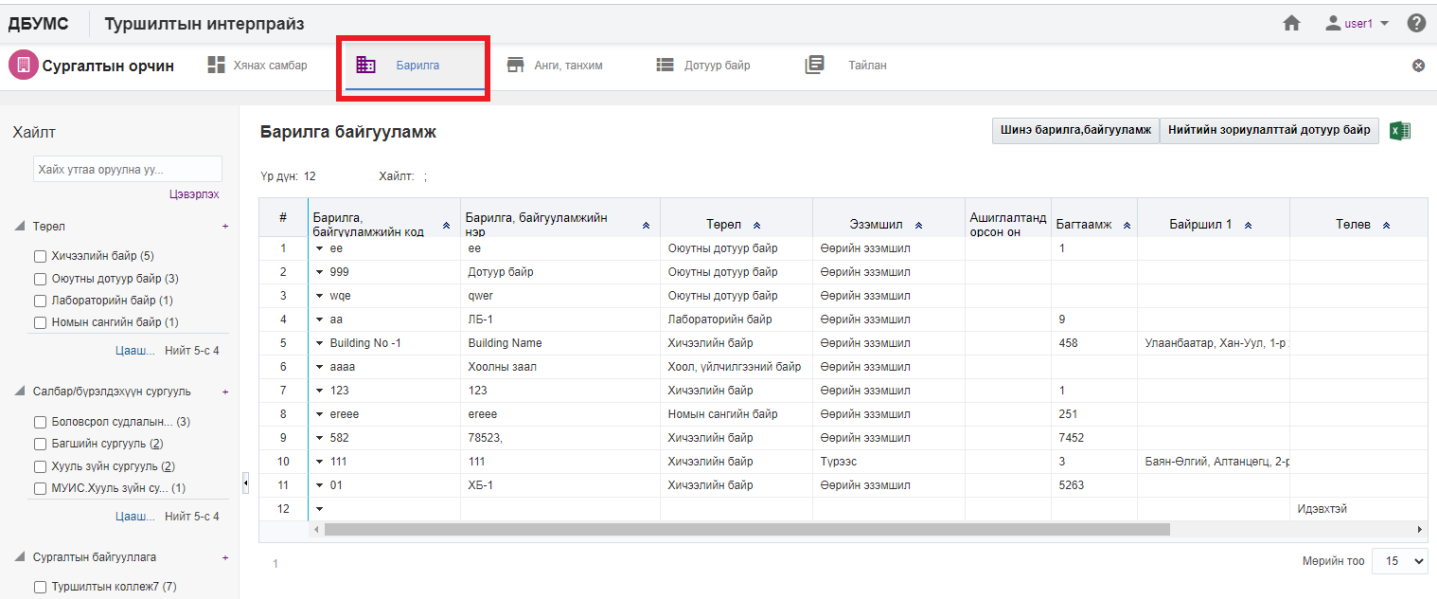 ДБУМС Туршилтын интерпрайз user1
Сургалтын орчин Хянах самбар Барилга Анги, танхим Дотуур байр Тайлан
Хайлт
Хайх утгаа оруулна уу...
Цэвэрлэх
Төрөл +
Хичээлийн байр (5)
Оюутны дотуур байр (3)
Лабораторийн байр (1)
Номын сангийн байр (1)
Цааш... Нийт 5-с 4
Салбар/бүрэлдэхүүн сургууль +
Боловсрол судлалын... (3)
Багшийн сургууль (2)
Хууль зүйн сургууль (2)
МУИС.Хууль зүйн су... (1)
Цааш... Нийт 5-с 4
Сургалтын байгууллага +
Туршилтын коллеж7 (7)
Барилга байгууламж
Шинэ барилга,байгууламж Нийтийн зориулалттай дотуур байр
Үр дүн: 12 Хайлт: ;
# Барилга, байгууламжийн код Барилга, байгууламжийн нэр Төрөл Эзэмшил Ашиглалтанд орсон он Багтаамж Байршил 1 Төлөв
1 ee ee Оюутны дотуур байр Өөрийн эзэмшил 1
2 999 Дотуур байр Оюутны дотуур байр Өөрийн эзэмшил
3 wqe qwer Оюутны дотуур байр Өөрийн эзэмшил
4 aa ЛБ-1 Лабораторийн байр Өөрийн эзэмшил 9
5 Building No -1 Building Name Хичээлийн байр Өөрийн эзэмшил 458 Улаанбаатар, Хан-Уул, 1-р
6 aaaa Хоолны заал Хоол, үйлчилгээний байр Өөрийн эзэмшил
7 123 123 Хичээлийн байр Өөрийн эзэмшил 1
8 ereee ereee Номын сангийн байр Өөрийн эзэмшил 251
9 582 78523, Хичээлийн байр Өөрийн эзэмшил 7452
10 111 111 Хичээлийн байр Түрээс 3 Баян-Өлгий, Алтанцөгц, 2-р
11 01 ХБ-1 Хичээлийн байр Өөрийн эзэмшил 5263
12 Идэвхтэй
1 Мөрийн тоо 15